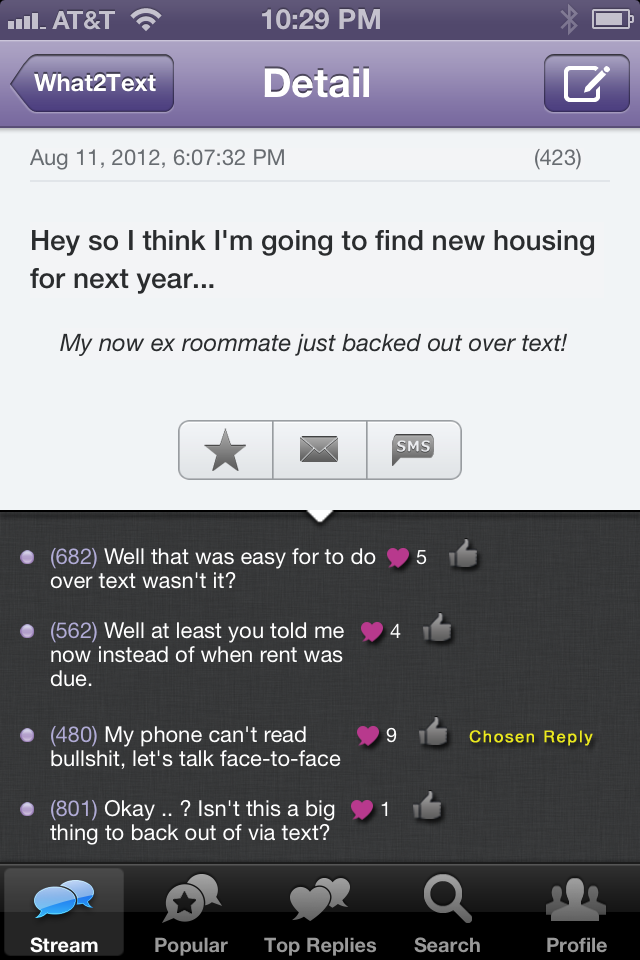 AT&T 10:29 PM
What2Text Detail
Aug 11, 2012, 6:07:32 PM (423)
Hey so I think I'm going to find new housing
for next year...
My now ex roommate just backed out over text!
SMS
(682) Well that was easy for to do 5
over text wasn't it?
(562) Well at least you told me 4
now instead of when rent was
due.
(480) My phone can't read 9 Chosen Reply
bullshit, let's talk face-to-face
(801) Okay .. ? Isn't this a big 1
thing to back out of via text?
Stream Popular Top Replies Search Profile